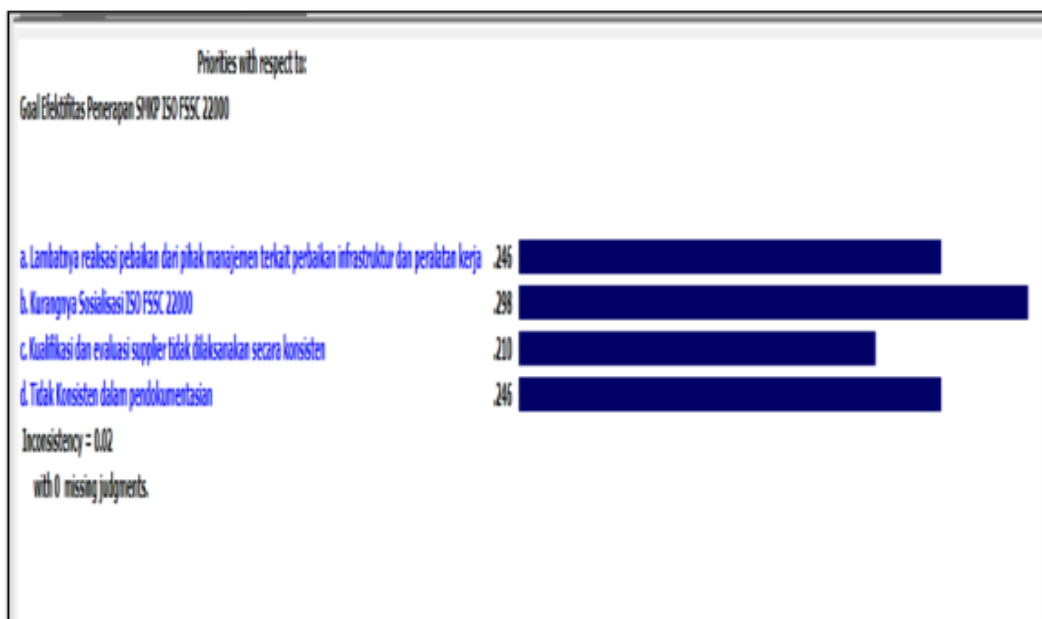 Priorities with respect to:
Goal Efektifitas Penerapan SMKP ISO FSSC 22000
a. Lambatnya realisasi pebaikan dari pihak manajemen terkait perbaikan infrastruktur dan peralatan kerja .246
b. Kurangnya Sosialisasi ISO FSSC 22000 .298
c. Kualifikasi dan evaluasi supplier tidak dilaksanakan secara konsisten .210
d. Tidak Konsisten dalam pendokumentasian .246
Inconsistency = 0.02
with 0 missing judgments.